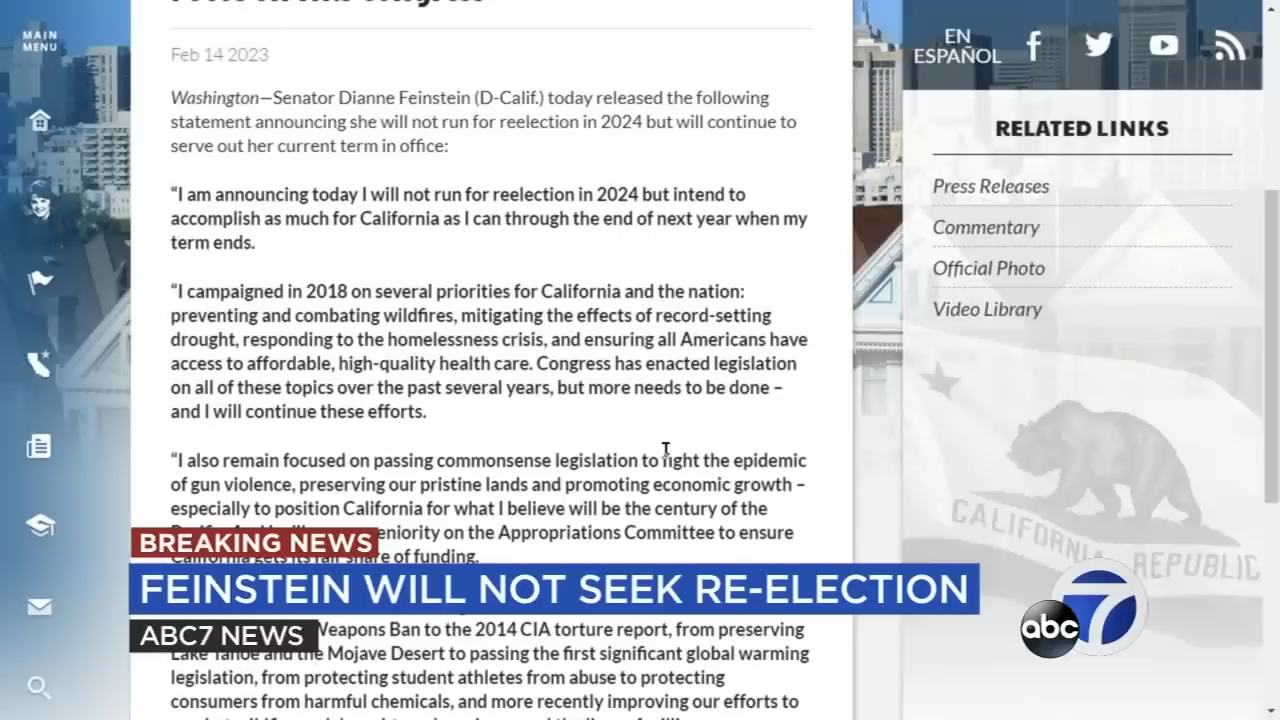 MAIN
MENU
Feb 14 2023
Washington—Senator Dianne Feinstein (D-Calif.) today released the following
statement announcing she will not run for reelection in 2024 but will continue to
serve out her current term in office:
“I am announcing today I will not run for reelection in 2024 but intend to
accomplish as much for California as I can through the end of next year when my
term ends.
“I campaigned in 2018 on several priorities for California and the nation:
preventing and combating wildfires, mitigating the effects of record-setting
drought, responding to the homelessness crisis, and ensuring all Americans have
access to affordable, high-quality health care. Congress has enacted legislation
on all of these topics over the past several years, but more needs to be done –
and I will continue these efforts.
“I also remain focused on passing commonsense legislation to fight the epidemic
of gun violence, preserving our pristine lands and promoting economic growth –
especially to position California for what I believe will be the century of the
seniority on the Appropriations Committee to ensure
California gets its fair share of funding.
BREAKING NEWS
FEINSTEIN WILL NOT SEEK RE-ELECTION
ABC7 NEWS
Weapons Ban to the 2014 CIA torture report, from preserving
Lake Tahoe and the Mojave Desert to passing the first significant global warming
legislation, from protecting student athletes from abuse to protecting
consumers from harmful chemicals, and more recently improving our efforts to
EN
ESPAÑOL
RELATED LINKS
Press Releases
Commentary
Official Photo
Video Library
CALIFORNIA REPUBLIC
abc 7